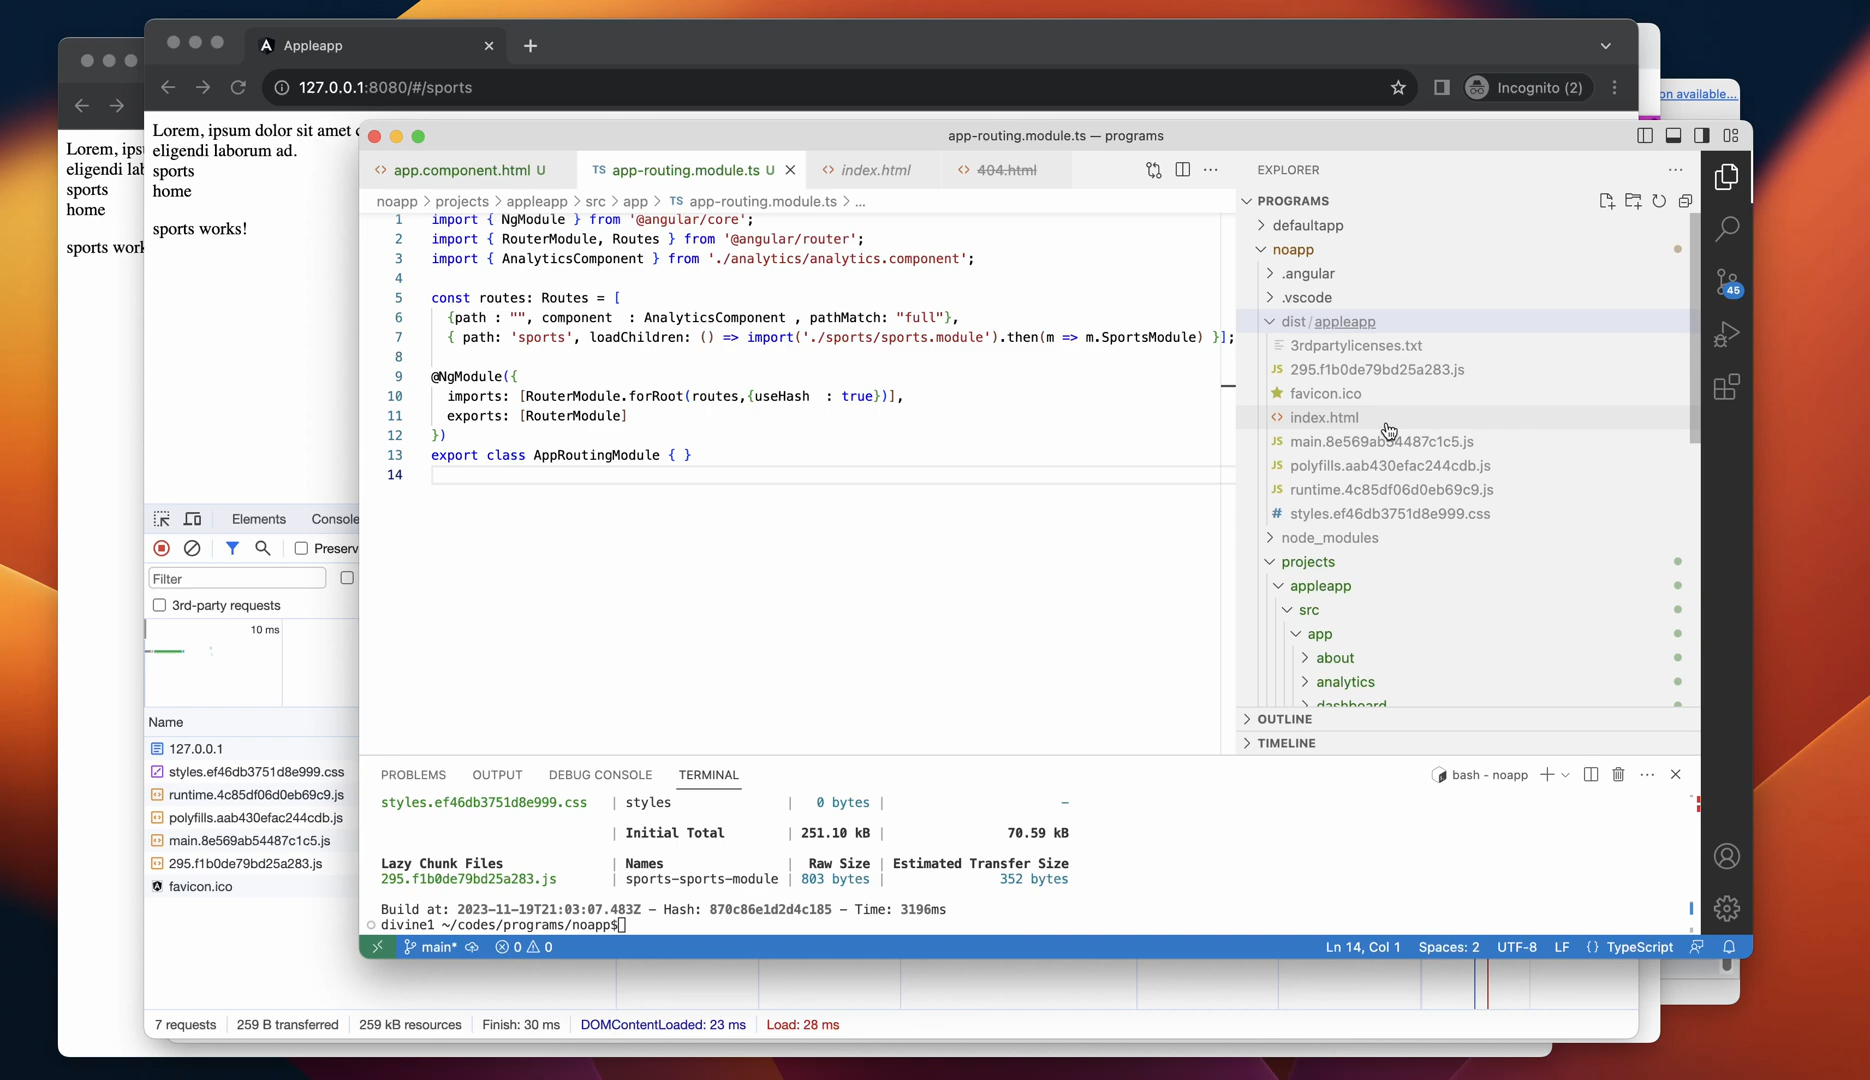 Appleapp
127.0.0.1:8080/#/sports
Incognito (2)
on available...
Lorem, ips
eligendi lab
sports
home
sports work
Lorem, ipsum dolor sit amet c
eligendi laborum ad.
sports
home
sports works!
app-routing.module.ts — programs
app.component.html U
TS app-routing.module.ts U
index.html
404.html
noapp > projects > appleapp > src > app > TS app-routing.module.ts > ...
1 import { NgModule } from '@angular/core';
2 import { RouterModule, Routes } from '@angular/router';
3 import { AnalyticsComponent } from './analytics/analytics.component';
4
5 const routes: Routes = [
6 {path : "", component  : AnalyticsComponent , pathMatch: "full"},
7 { path: 'sports', loadChildren: () => import('./sports/sports.module').then(m => m.SportsModule) }];
8
9 @NgModule({
10 imports: [RouterModule.forRoot(routes,{useHash  : true})],
11 exports: [RouterModule]
12 })
13 export class AppRoutingModule { }
14
EXPLORER
PROGRAMS
defaultapp
noapp
.angular
.vscode
dist / appleapp
3rdpartylicenses.txt
JS 295.f1b0de79bd25a283.js
favicon.ico
index.html
JS main.8e569ab54487c1c5.js
JS polyfills.aab430efac244cdb.js
JS runtime.4c85df06d0eb69c9.js
# styles.ef46db3751d8e999.css
node_modules
projects
appleapp
src
app
about
analytics
dashboard
OUTLINE
TIMELINE
45
Elements
Console
Preserv
Filter
3rd-party requests
10 ms
Name
127.0.0.1
styles.ef46db3751d8e999.css
runtime.4c85df06d0eb69c9.js
polyfills.aab430efac244cdb.js
main.8e569ab54487c1c5.js
295.f1b0de79bd25a283.js
favicon.ico
PROBLEMS
OUTPUT
DEBUG CONSOLE
TERMINAL
bash - noapp
styles.ef46db3751d8e999.css | styles | 0 bytes | -
| Initial Total | 251.10 kB | 70.59 kB
Lazy Chunk Files | Names | Raw Size | Estimated Transfer Size
295.f1b0de79bd25a283.js | sports-sports-module | 803 bytes | 352 bytes
Build at: 2023-11-19T21:03:07.483Z - Hash: 870c86e1d2d4c185 - Time: 3196ms
divine1 ~/codes/programs/noapp$
main*
0
0
Ln 14, Col 1
Spaces: 2
UTF-8
LF
{ } TypeScript
7 requests
259 B transferred
259 kB resources
Finish: 30 ms
DOMContentLoaded: 23 ms
Load: 28 ms